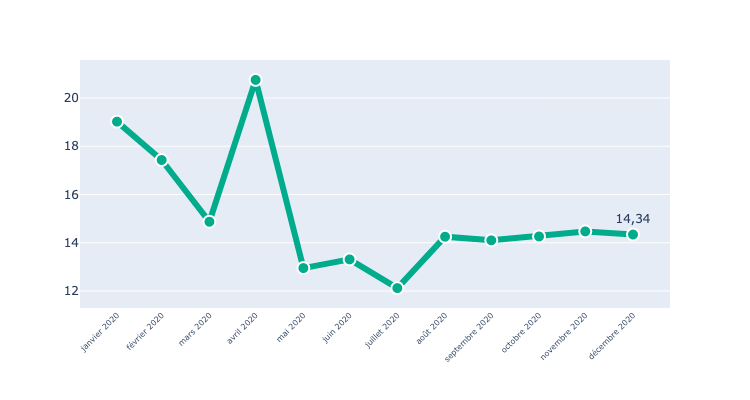 20
18
16
14
12
14,34
janvier 2020
février 2020
mars 2020
avril 2020
mai 2020
juin 2020
juillet 2020
août 2020
septembre 2020
octobre 2020
novembre 2020
décembre 2020